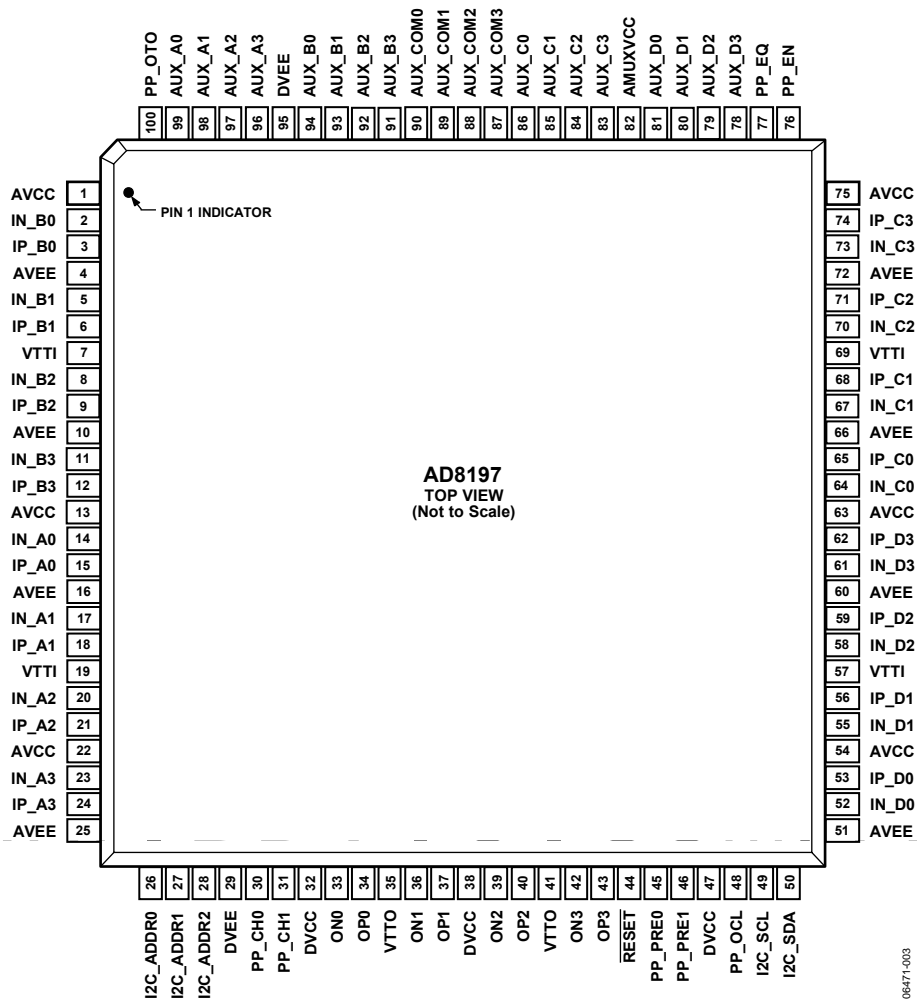 PP_OTO
AUX_A0
AUX_A1
AUX_A2
AUX_A3
DVEE
AUX_B0
AUX_B1
AUX_B2
AUX_B3
AUX_COM0
AUX_COM1
AUX_COM2
AUX_COM3
AUX_C0
AUX_C1
AUX_C2
AUX_C3
AMUXVCC
AUX_D0
AUX_D1
AUX_D2
AUX_D3
PP_EQ
PP_EN
100 99 98 97 96 95 94 93 92 91 90 89 88 87 86 85 84 83 82 81 80 79 78 77 76
AVCC 1
IN_B0 2
IP_B0 3
AVEE 4
IN_B1 5
IP_B1 6
VTTI 7
IN_B2 8
IP_B2 9
AVEE 10
IN_B3 11
IP_B3 12
AVCC 13
IN_A0 14
IP_A0 15
AVEE 16
IN_A1 17
IP_A1 18
VTTI 19
IN_A2 20
IP_A2 21
AVCC 22
IN_A3 23
IP_A3 24
AVEE 25
PIN 1 INDICATOR
AD8197
TOP VIEW
(Not to Scale)
75 AVCC
74 IP_C3
73 IN_C3
72 AVEE
71 IP_C2
70 IN_C2
69 VTTI
68 IP_C1
67 IN_C1
66 AVEE
65 IP_C0
64 IN_C0
63 AVCC
62 IP_D3
61 IN_D3
60 AVEE
59 IP_D2
58 IN_D2
57 VTTI
56 IP_D1
55 IN_D1
54 AVCC
53 IP_D0
52 IN_D0
51 AVEE
26 27 28 29 30 31 32 33 34 35 36 37 38 39 40 41 42 43 44 45 46 47 48 49 50
I2C_ADDR0
I2C_ADDR1
I2C_ADDR2
DVEE
PP_CH0
PP_CH1
DVCC
ON0
OP0
VTTO
ON1
OP1
DVCC
ON2
OP2
VTTO
ON3
OP3
RESET
PP_PRE0
PP_PRE1
DVCC
PP_OCL
I2C_SCL
I2C_SDA
06471-003